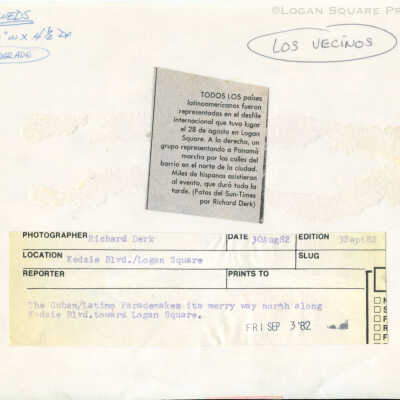 ©LOGAN SQUARE PR
LOS VECINOS
TODOS LOS países
latinoamericanos fueron
representados en el desfile
internacional que tuvo lugar
el 28 de agosto en Logan
Square. A la derecha, un
grupo representando a Panamá
marcha por las calles del
barrio en el norte de la ciudad.
Miles de hispanos asistieron
al evento, que duró toda la
tarde. (Fotos del Sun-Times
por Richard Derk)
PHOTOGRAPHER Richard Derk DATE 30Aug82 EDITION 3Sept82
LOCATION Kedzie Blvd./Logan Square SLUG
REPORTER PRINTS TO
The Cuban/Latino Parademakes its merry way north along
Kedzie Blvd.toward Logan Square.
FRI SEP 3 '82